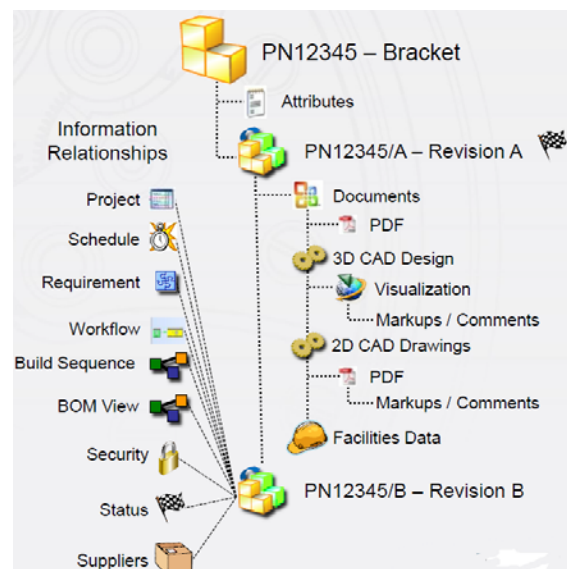 PN12345 – Bracket
Attributes
Information
Relationships
PN12345/A – Revision A
Project
Documents
PDF
Schedule
3D CAD Design
Requirement
Visualization
Markups / Comments
Workflow
2D CAD Drawings
Build Sequence
PDF
BOM View
Markups / Comments
Facilities Data
Security
PN12345/B – Revision B
Status
Suppliers